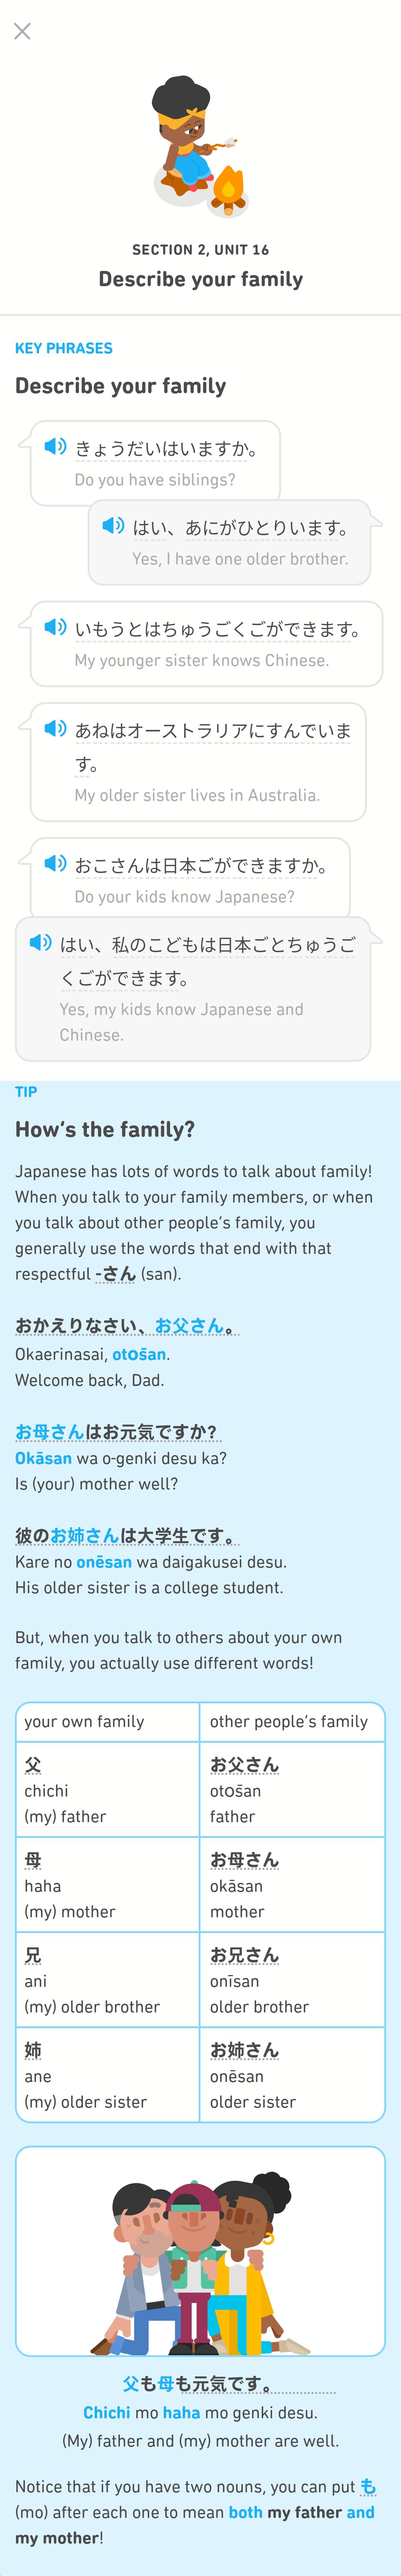 SECTION 2, UNIT 16
Describe your family
KEY PHRASES
Describe your family
きょうだいはいますか。
Do you have siblings?
はい、あにがひとりいます。
Yes, I have one older brother.
いもうとはちゅうごくごができます。
My younger sister knows Chinese.
あねはオーストラリアにすんでいま
す。
My older sister lives in Australia.
おこさんは日本ごができますか。
Do your kids know Japanese?
はい、私のこどもは日本ごとちゅうご
くごができます。
Yes, my kids know Japanese and
Chinese.
TIP
How's the family?
Japanese has lots of words to talk about family!
When you talk to your family members, or when
you talk about other people's family, you
generally use the words that end with that
respectful -さん (san).
おかえりなさい、お父さん。
Okaerinasai, otōsan.
Welcome back, Dad.
お母さんはお元気ですか?
Okāsan wa o-genki desu ka?
Is (your) mother well?
彼のお姉さんは大学生です。
Kare no onēsan wa daigakusei desu.
His older sister is a college student.
But, when you talk to others about your own
family, you actually use different words!
your own family
other people's family
父
chichi
(my) father
お父さん
otōsan
father
母
haha
(my) mother
お母さん
okāsan
mother
兄
ani
(my) older brother
お兄さん
onīsan
older brother
姉
ane
(my) older sister
お姉さん
onēsan
older sister
父も母も元気です。
Chichi mo haha mo genki desu.
(My) father and (my) mother are well.
Notice that if you have two nouns, you can put も
(mo) after each one to mean both my father and
my mother!